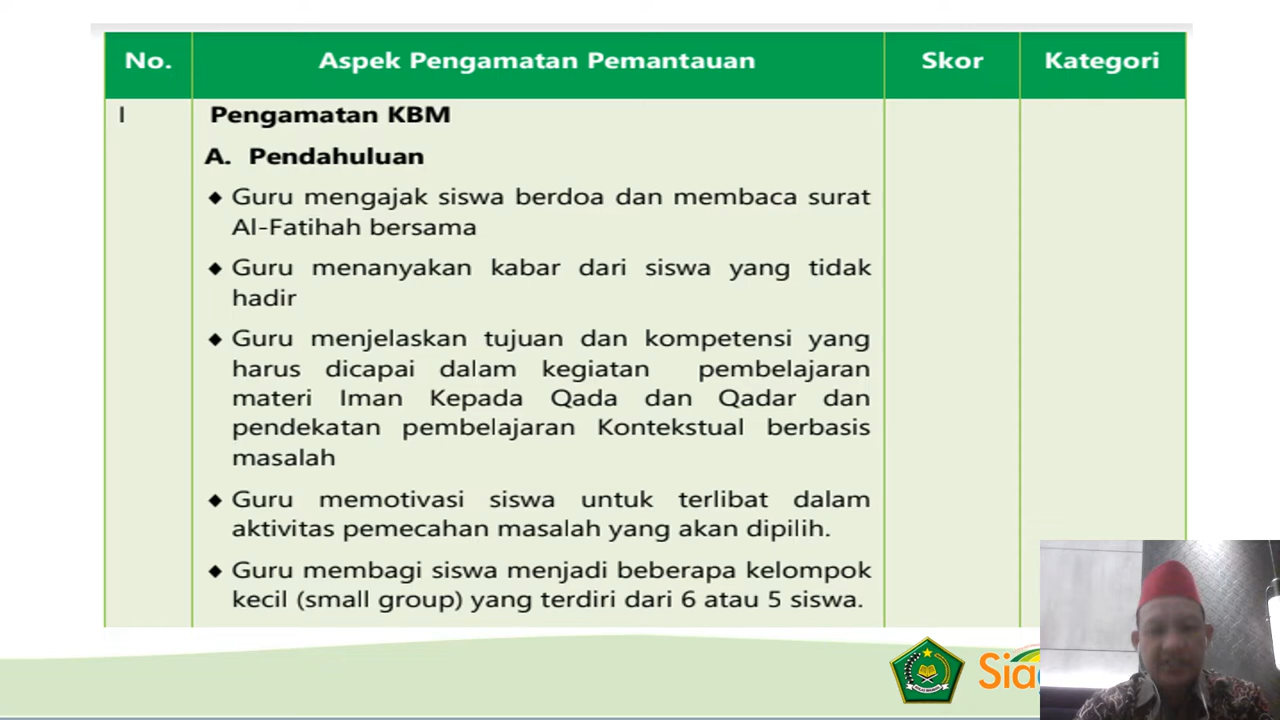 No. Aspek Pengamatan Pemantauan Skor Kategori
I Pengamatan KBM
A. Pendahuluan
◆ Guru mengajak siswa berdoa dan membaca surat
Al-Fatihah bersama
◆ Guru menanyakan kabar dari siswa yang tidak
hadir
◆ Guru menjelaskan tujuan dan kompetensi yang
harus dicapai dalam kegiatan pembelajaran
materi Iman Kepada Qada dan Qadar dan
pendekatan pembelajaran Kontekstual berbasis
masalah
◆ Guru memotivasi siswa untuk terlibat dalam
aktivitas pemecahan masalah yang akan dipilih.
◆ Guru membagi siswa menjadi beberapa kelompok
kecil (small group) yang terdiri dari 6 atau 5 siswa.